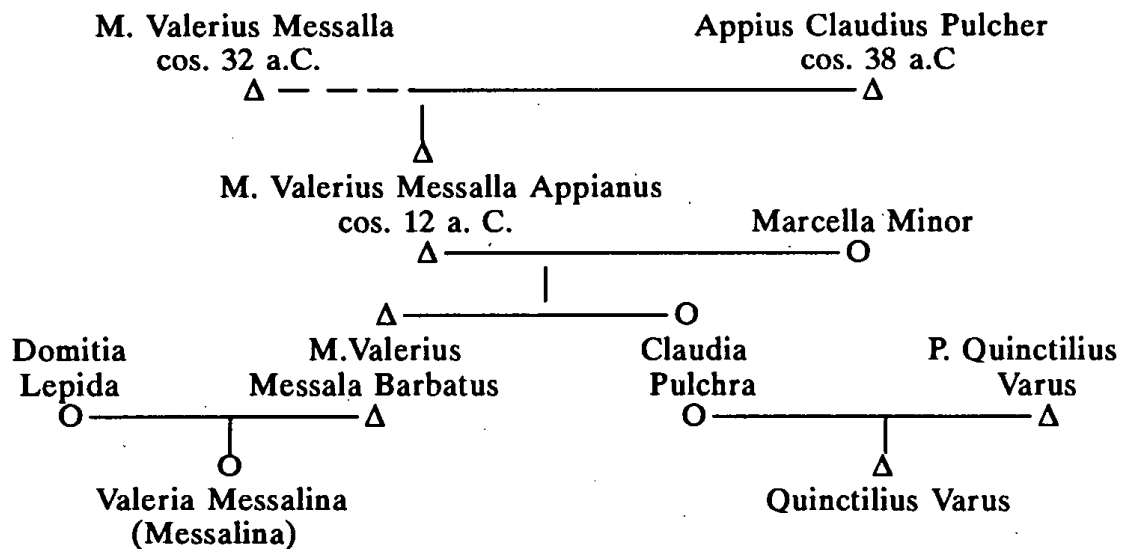 M. Valerius Messalla
cos. 32 a.C.
Appius Claudius Pulcher
cos. 38 a.C
M. Valerius Messalla Appianus
cos. 12 a. C.
Marcella Minor
Domitia
Lepida
M.Valerius
Messala Barbatus
Claudia
Pulchra
P. Quinctilius
Varus
Valeria Messalina
(Messalina)
Quinctilius Varus